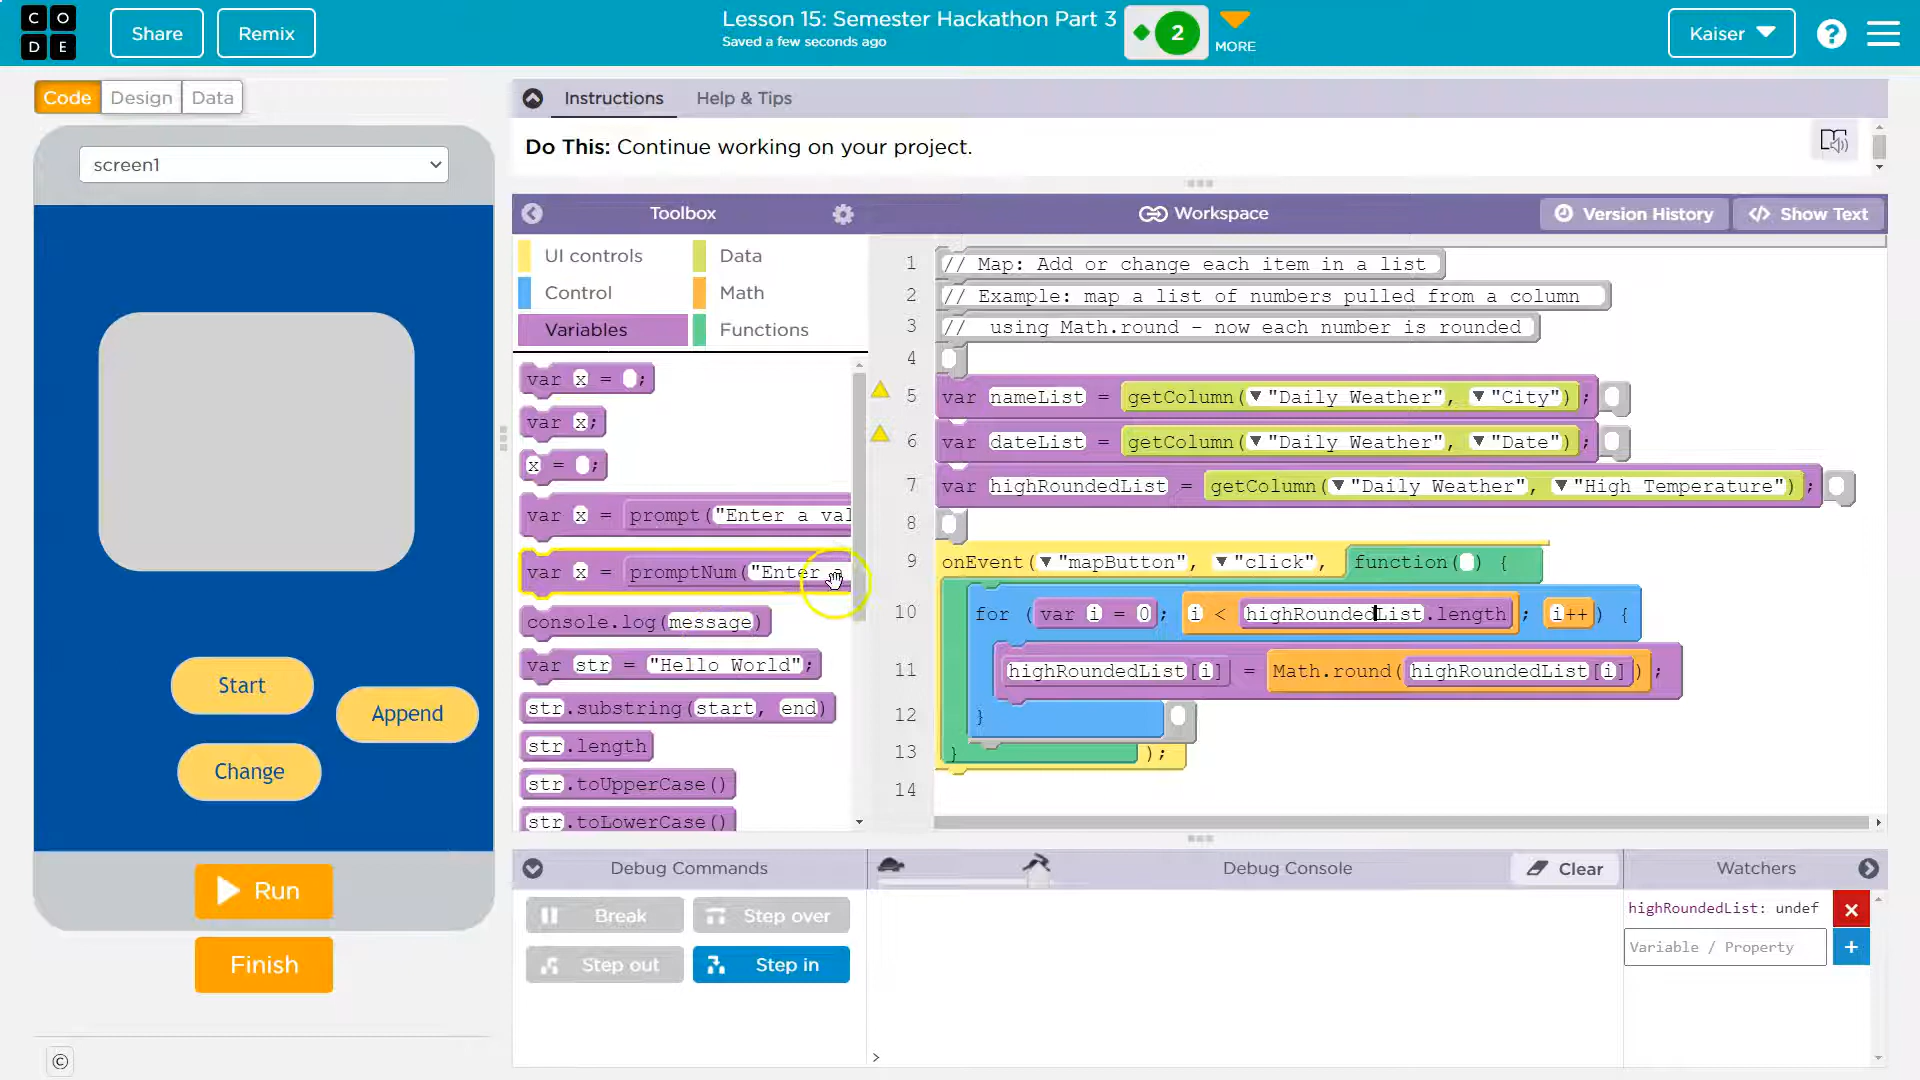 C O
D E
Share
Remix
Lesson 15: Semester Hackathon Part 3
Saved a few seconds ago
2
MORE
Kaiser
?
Code
Design
Data
screen1
Start
Append
Change
Run
Finish
©
Instructions
Help & Tips
Do This: Continue working on your project.
Toolbox
Workspace
Version History
</> Show Text
UI controls
Data
Control
Math
Variables
Functions
var x = ;
var x;
x = ;
var x = prompt("Enter a val
var x = promptNum("Enter a
console.log(message)
var str = "Hello World";
str.substring(start, end)
str.length
str.toUpperCase()
str.toLowerCase()
1 // Map: Add or change each item in a list
2 // Example: map a list of numbers pulled from a column
3 // using Math.round - now each number is rounded
4
5 var nameList = getColumn("Daily Weather", "City");
6 var dateList = getColumn("Daily Weather", "Date");
7 var highRoundedList = getColumn("Daily Weather", "High Temperature");
8
9 onEvent("mapButton", "click", function( ) {
10 for (var i = 0; i < highRoundedList.length; i++) {
11 highRoundedList[i] = Math.round(highRoundedList[i]);
12 }
13 });
14
Debug Commands
Debug Console
Clear
Watchers
Break
Step over
Step out
Step in
highRoundedList: undef
Variable / Property
>